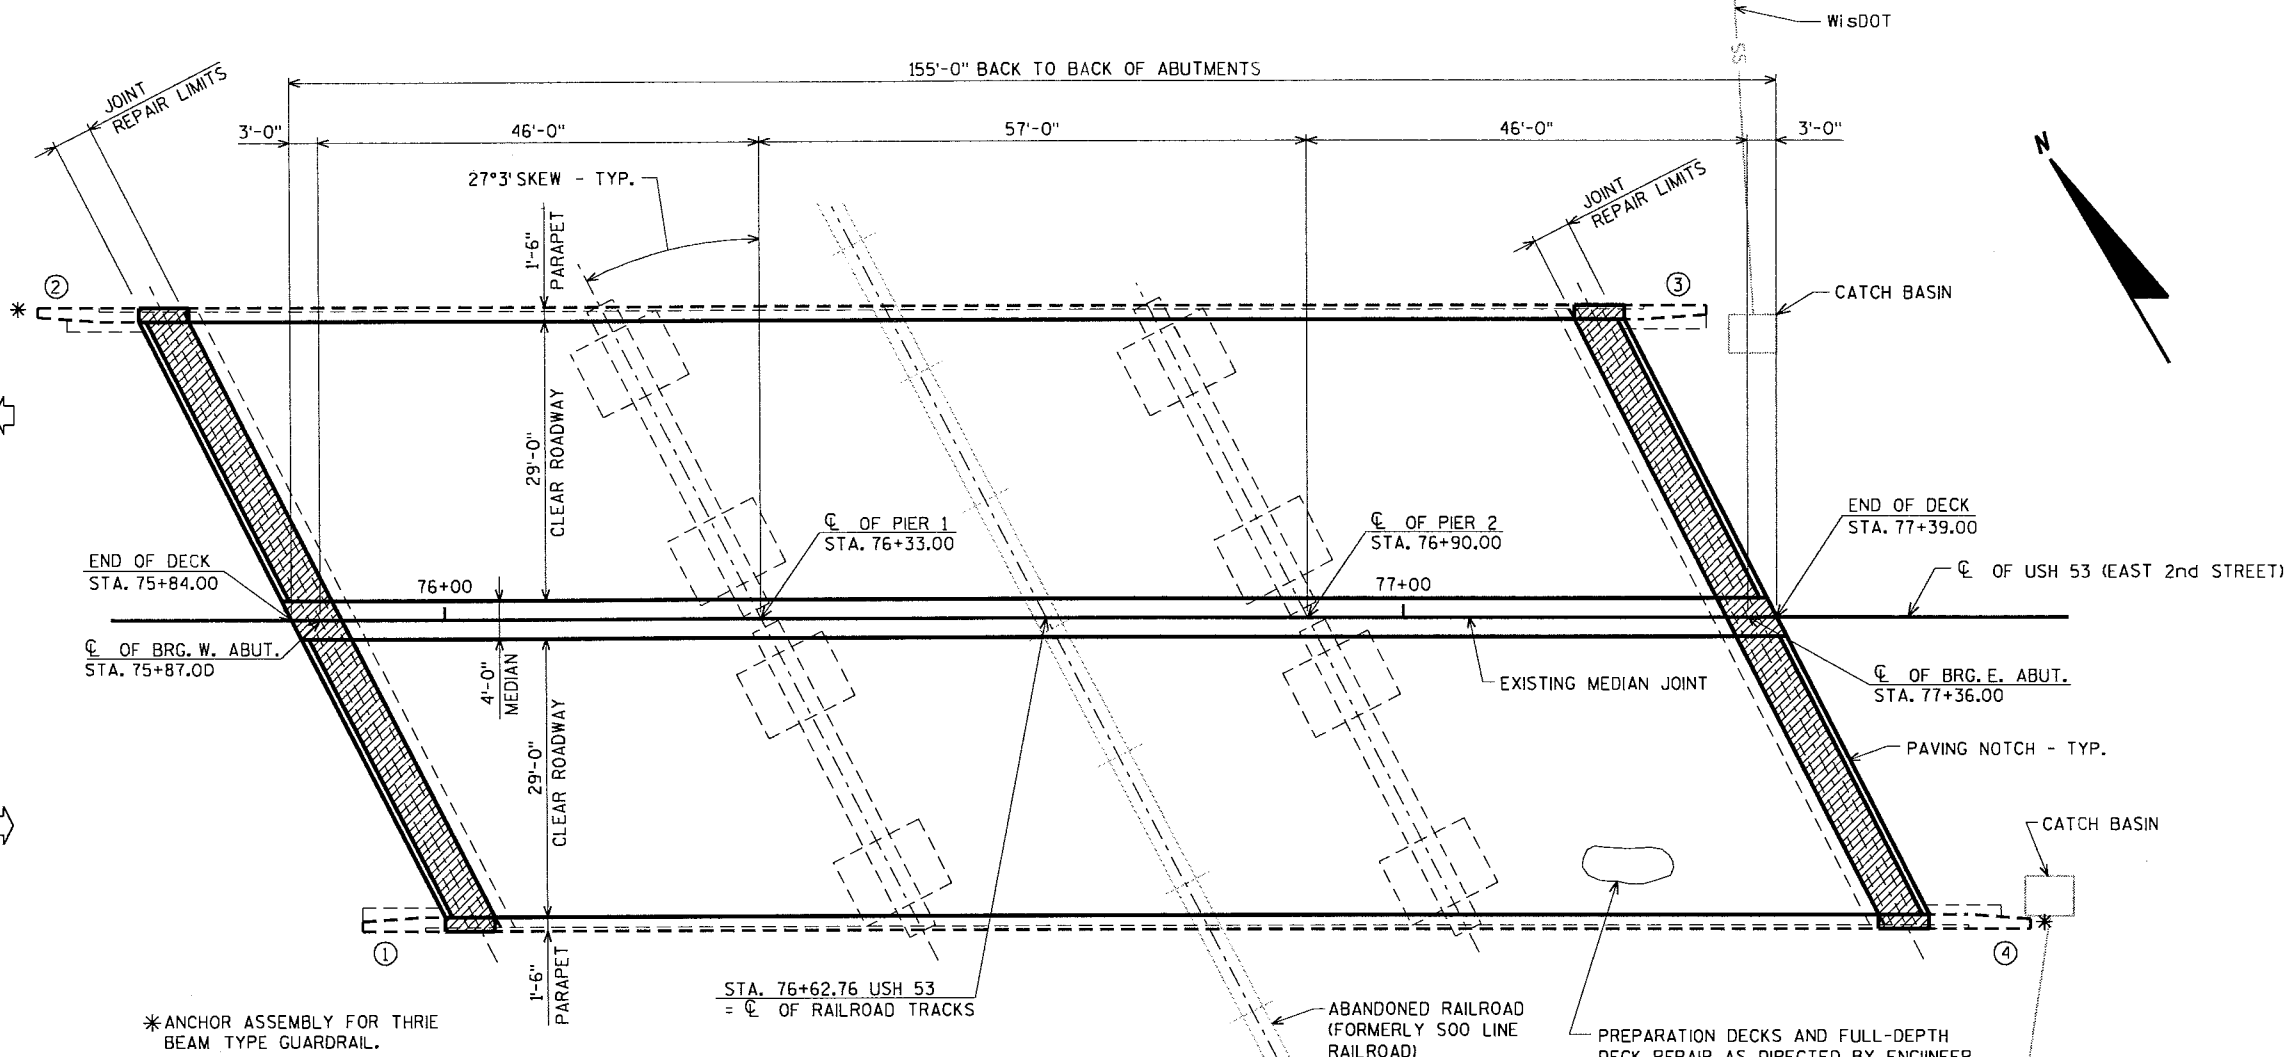 WisDOT
SS
155'-0" BACK TO BACK OF ABUTMENTS
JOINT
REPAIR LIMITS
3'-0"
46'-0"
57'-0"
46'-0"
3'-0"
N
27°3' SKEW - TYP.
JOINT
REPAIR LIMITS
1'-6"
PARAPET
2
3
*
CATCH BASIN
29'-0"
CLEAR ROADWAY
℄ OF PIER 1
STA. 76+33.00
℄ OF PIER 2
STA. 76+90.00
END OF DECK
STA. 77+39.00
END OF DECK
STA. 75+84.00
76+00
77+00
℄ OF USH 53 (EAST 2nd STREET)
℄ OF BRG. W. ABUT.
STA. 75+87.00
4'-0"
MEDIAN
EXISTING MEDIAN JOINT
℄ OF BRG. E. ABUT.
STA. 77+36.00
29'-0"
CLEAR ROADWAY
PAVING NOTCH - TYP.
CATCH BASIN
*
1
4
1'-6"
PARAPET
STA. 76+62.76 USH 53
= ℄ OF RAILROAD TRACKS
* ANCHOR ASSEMBLY FOR THRIE
BEAM TYPE GUARDRAIL.
ABANDONED RAILROAD
(FORMERLY SOO LINE
RAILROAD)
PREPARATION DECKS AND FULL-DEPTH
DECK REPAIR AS DIRECTED BY ENGINEER